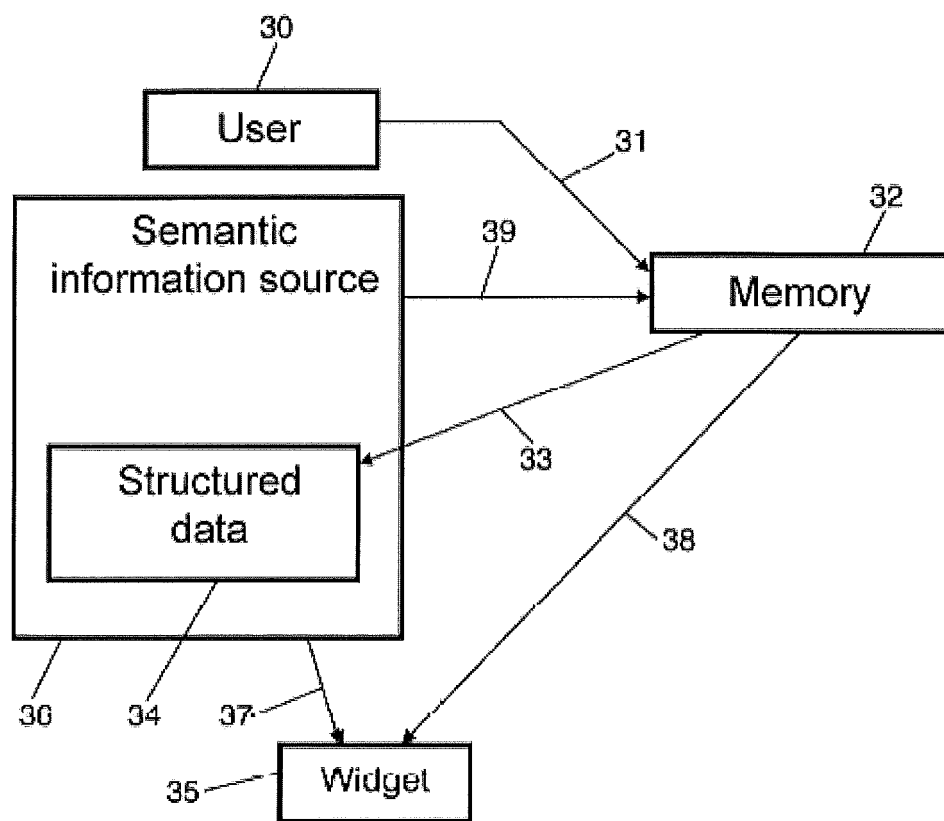 30
User
31
32
Semantic
information source
39
Memory
33
Structured
data
38
30
34
37
35
Widget